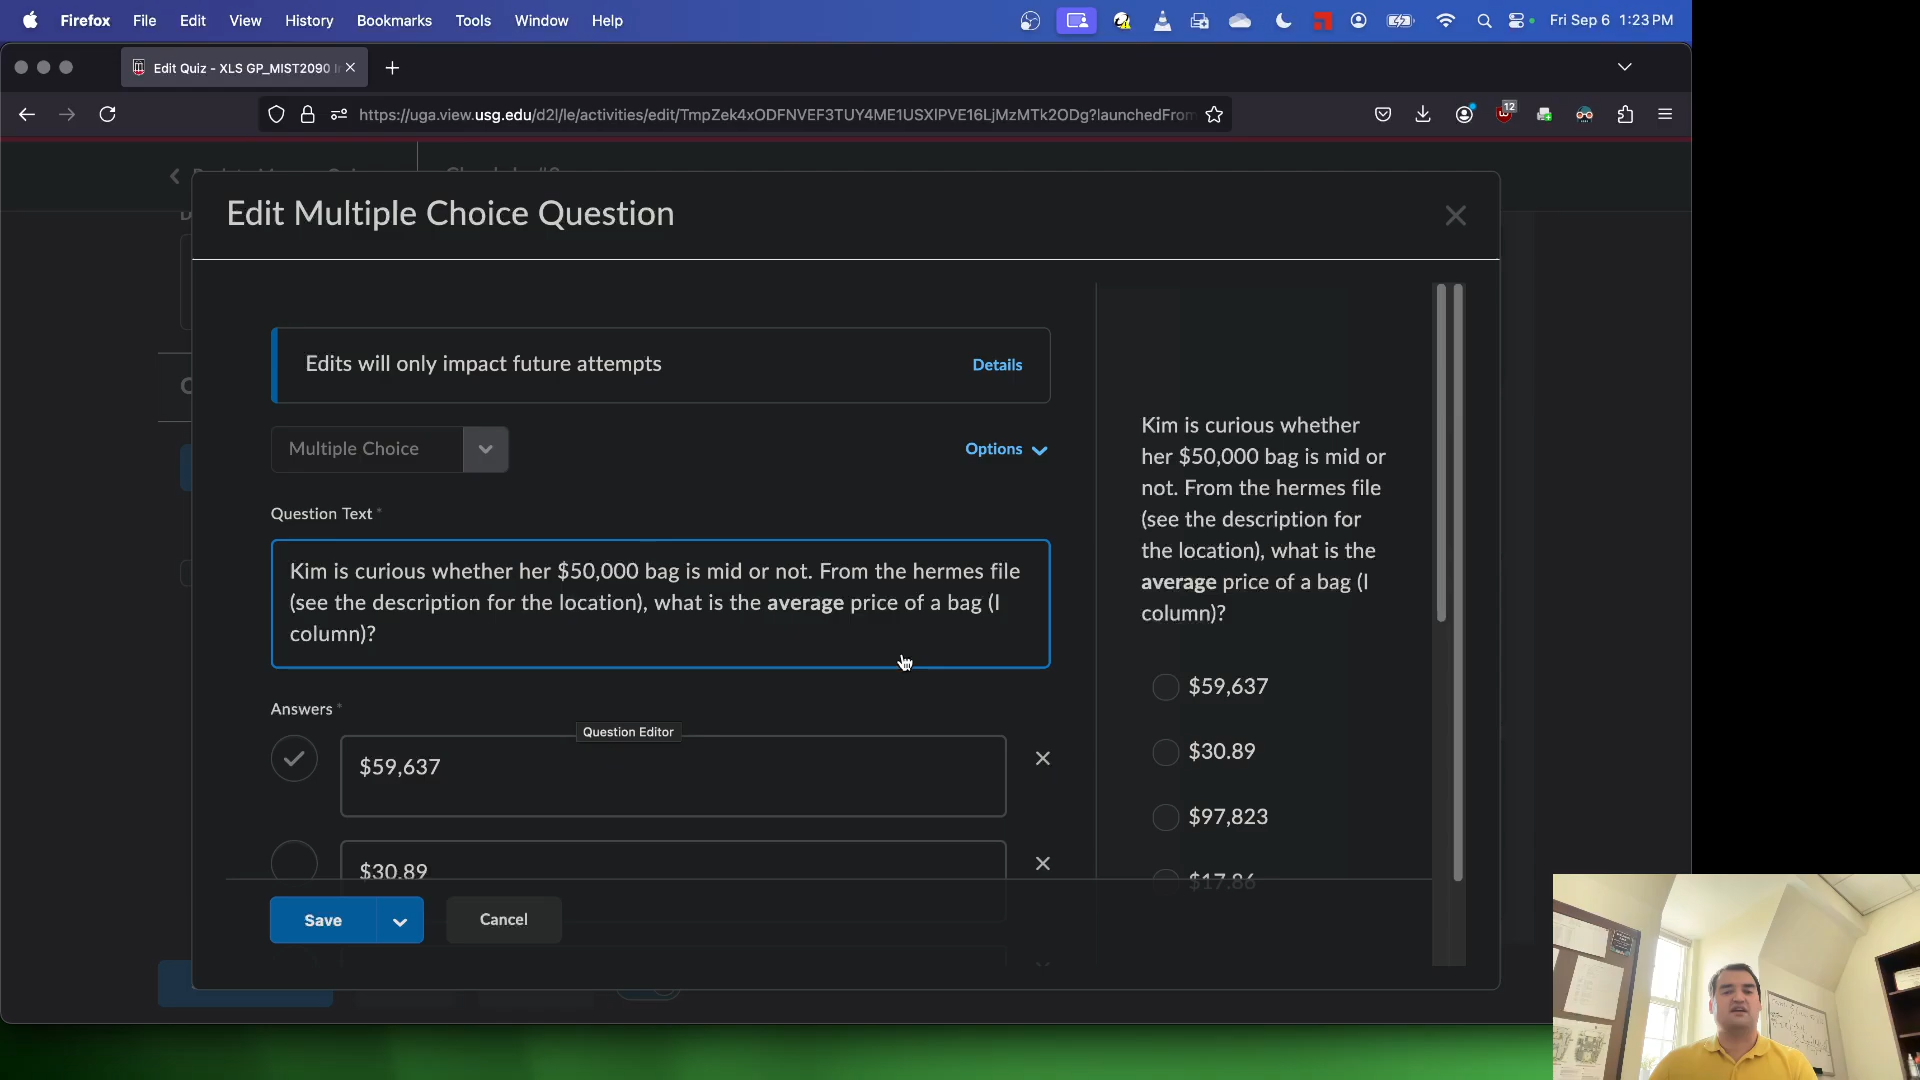 Firefox File Edit View History Bookmarks Tools Window Help
Fri Sep 6 1:23 PM
Edit Quiz - XLS GP_MIST2090
https://uga.view.usg.edu/d2l/le/activities/edit/TmpZek4xODFNVEF3TUY4ME1USXlPVE16LjMzMTk2ODg?launchedFrom
12
Edit Multiple Choice Question
Edits will only impact future attempts
Details
Multiple Choice
Options
Question Text *
Kim is curious whether her $50,000 bag is mid or not. From the hermes file
(see the description for the location), what is the average price of a bag (I
column)?
Answers *
Question Editor
$59,637
$30.89
Save
Cancel
Kim is curious whether
her $50,000 bag is mid or
not. From the hermes file
(see the description for
the location), what is the
average price of a bag (I
column)?
$59,637
$30.89
$97,823
$17.86